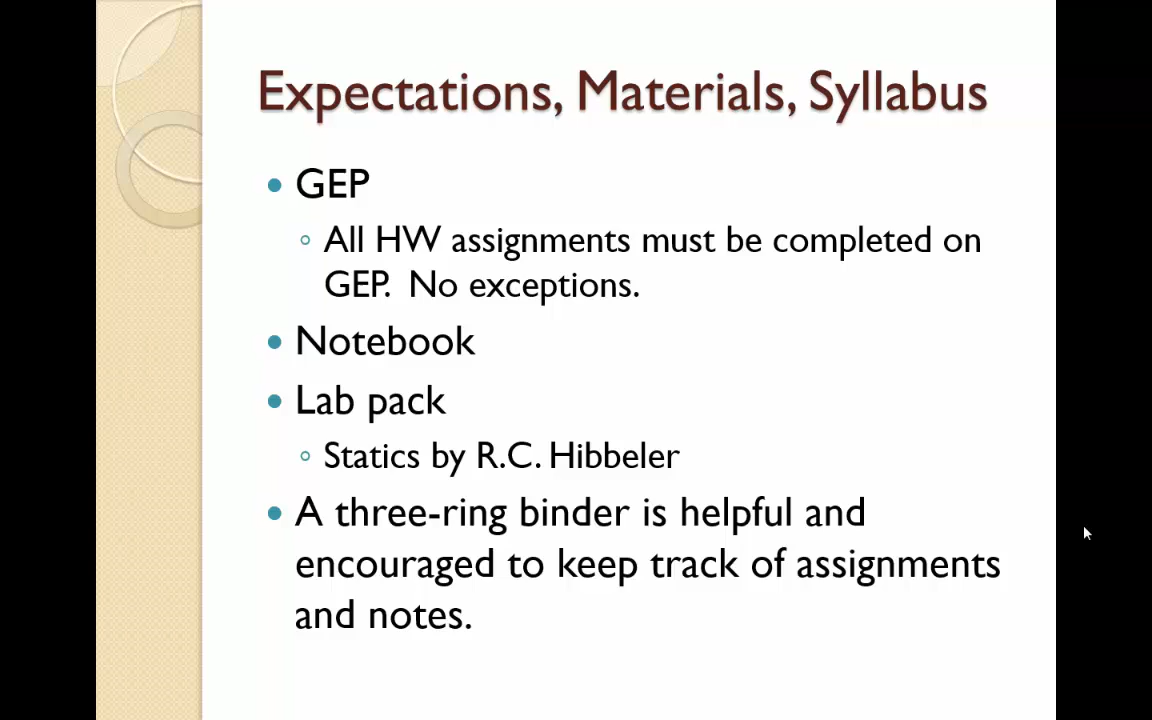 Expectations, Materials, Syllabus
• GEP
◦ All HW assignments must be completed on
GEP.  No exceptions.
• Notebook
• Lab pack
◦ Statics by R.C. Hibbeler
• A three-ring binder is helpful and
encouraged to keep track of assignments
and notes.